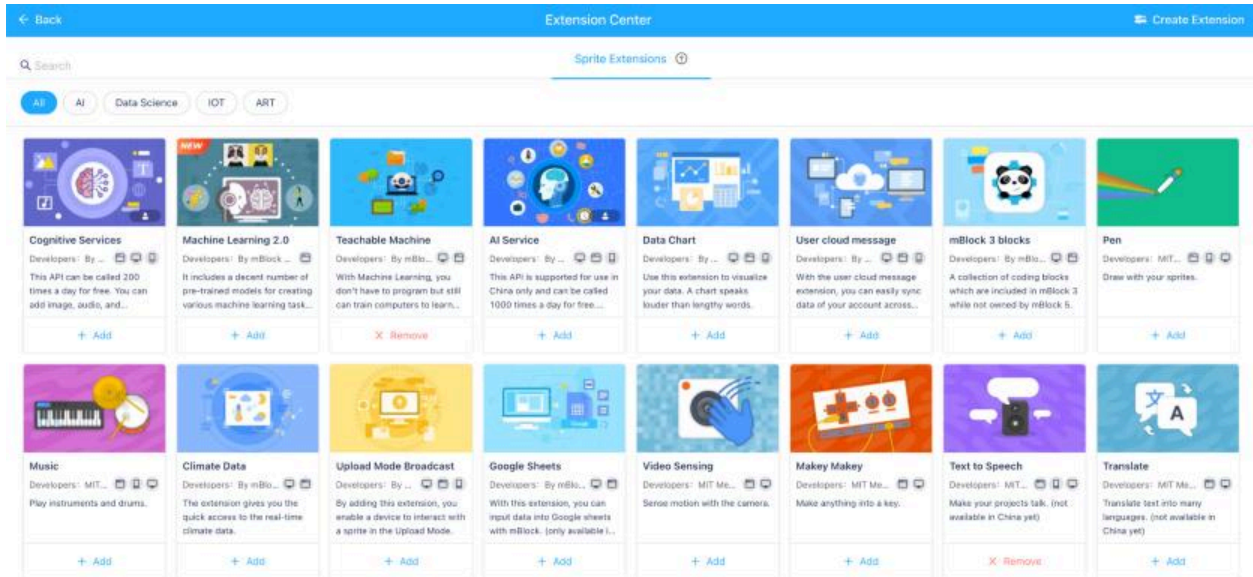 ← Back
Extension Center
Create Extension
Search
Sprite Extensions
All
AI
Data Science
IOT
ART
Cognitive Services
Developers: By ...
This API can be called 200
times a day for free. You can
add image, audio, and...
+ Add
NEW
Machine Learning 2.0
Developers: By mBlock ...
It includes a decent number of
pre-trained models for creating
various machine learning task...
+ Add
Teachable Machine
Developers: By mBlo...
With Machine Learning, you
don't have to program but still
can train computers to learn...
× Remove
AI Service
Developers: By ...
This API is supported for use in
China only and can be called
1000 times a day for free....
+ Add
Data Chart
Developers: By ...
Use this extension to visualize
your data. A chart speaks
louder than lengthy words.
+ Add
User cloud message
Developers: By ...
With the user cloud message
extension, you can easily sync
data of your account across...
+ Add
mBlock 3 blocks
Developers: By mBlo...
A collection of coding blocks
which are included in mBlock 3
while not owned by mBlock 5.
+ Add
Pen
Developers: MIT...
Draw with your sprites.
+ Add
Music
Developers: MIT...
Play instruments and drums.
+ Add
Climate Data
Developers: By mBlo...
The extension gives you the
quick access to the real-time
climate data.
+ Add
Upload Mode Broadcast
Developers: By ...
By adding this extension, you
enable a device to interact with
a sprite in the Upload Mode.
+ Add
Google Sheets
Developers: By mBlo...
With this extension, you can
input data into Google sheets
with mBlock. (only available i...
+ Add
Video Sensing
Developers: MIT Me...
Sense motion with the camera.
+ Add
Makey Makey
Developers: MIT Me...
Make anything into a key.
+ Add
Text to Speech
Developers: MIT...
Make your projects talk. (not
available in China yet)
× Remove
A
Translate
Developers: MIT Me...
Translate text into many
languages. (not available in
China yet)
+ Add